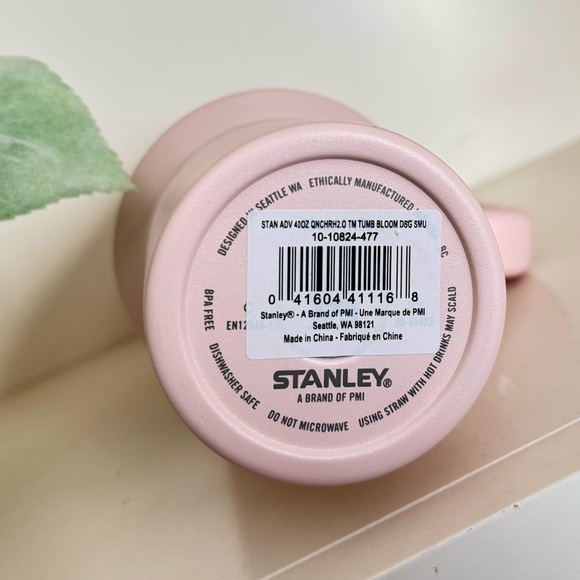 DESIGNED IN SEATTLE WA ETHICALLY MANUFACTURED
STAN ADV 40OZ QNCHRH2.O TM TUMB BLOOM DSG SMU
10-10824-477
0 41604 41116 8
Stanley® - A Brand of PMI - Une Marque de PMI
Seattle, WA 98121
Made in China - Fabriqué en Chine
STANLEY®
A BRAND OF PMI
BPA FREE
DISHWASHER SAFE
DO NOT MICROWAVE
USING STRAW WITH HOT DRINKS MAY SCALD